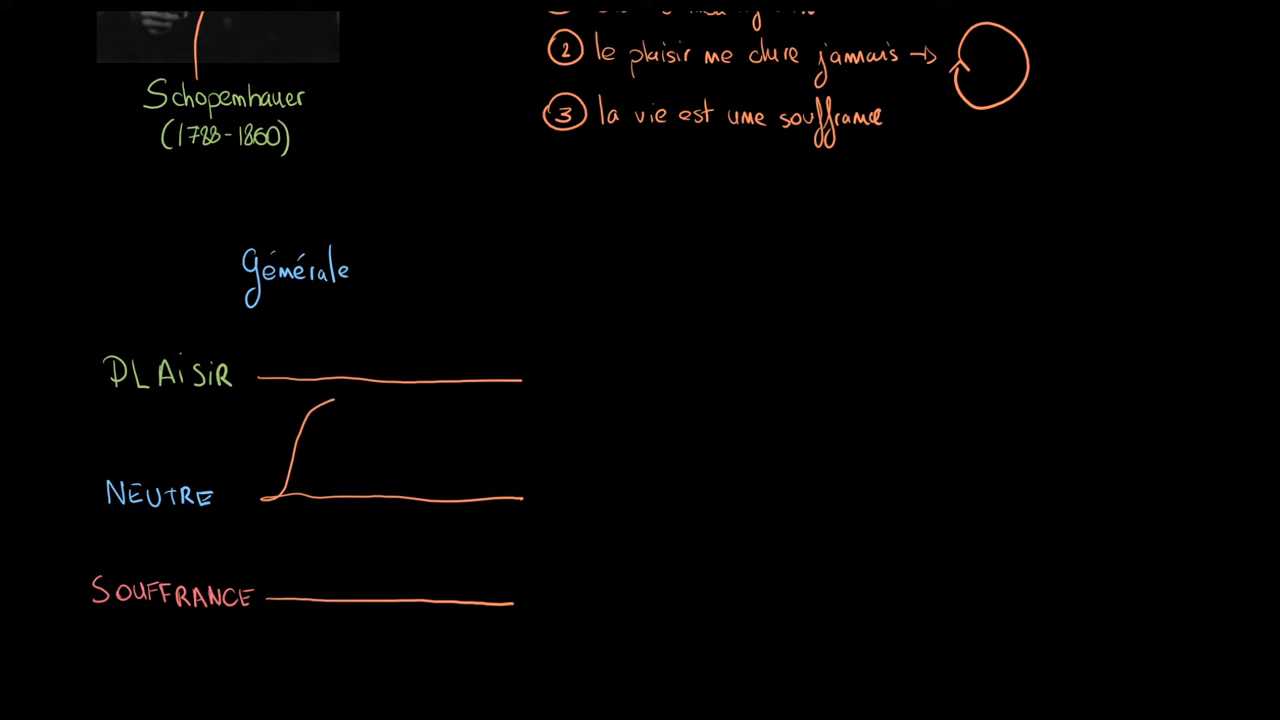 ② le plaisir ne dure jamais →
③ la vie est une souffrance
Schopenhauer
(1788-1860)
Générale
PLAISIR
NEUTRE
SOUFFRANCE